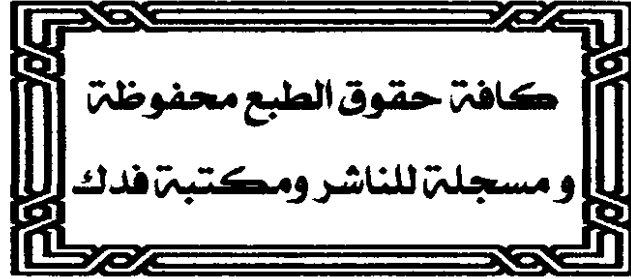 كافة حقوق الطبع محفوظة
و مسجلة للناشر ومكتبة فدك